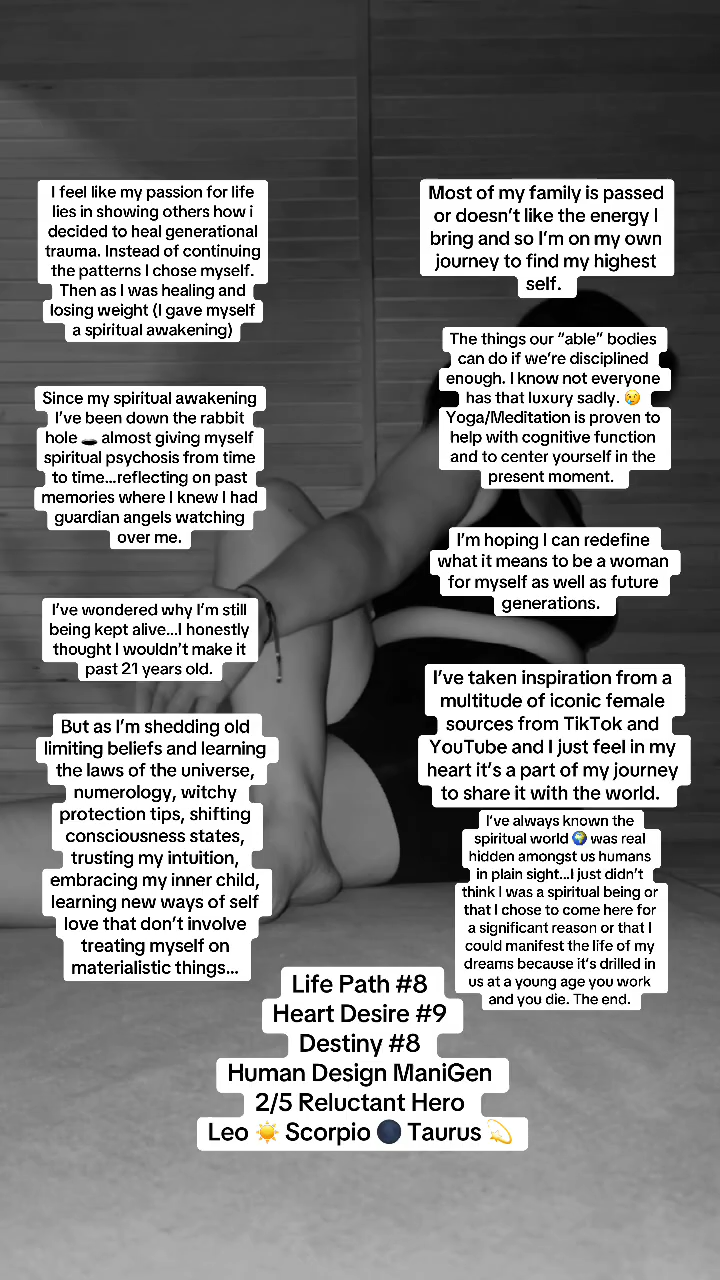 I feel like my passion for life
lies in showing others how i
decided to heal generational
trauma. Instead of continuing
the patterns I chose myself.
Then as I was healing and
losing weight (I gave myself
a spiritual awakening)
Since my spiritual awakening
I've been down the rabbit
hole 🕳️ almost giving myself
spiritual psychosis from time
to time...reflecting on past
memories where I knew I had
guardian angels watching
over me.
I've wondered why I'm still
being kept alive...I honestly
thought I wouldn't make it
past 21 years old.
But as I'm shedding old
limiting beliefs and learning
the laws of the universe,
numerology, witchy
protection tips, shifting
consciousness states,
trusting my intuition,
embracing my inner child,
learning new ways of self
love that don't involve
treating myself on
materialistic things...
Most of my family is passed
or doesn't like the energy I
bring and so I'm on my own
journey to find my highest
self.
The things our "able" bodies
can do if we're disciplined
enough. I know not everyone
has that luxury sadly. 😢
Yoga/Meditation is proven to
help with cognitive function
and to center yourself in the
present moment.
I'm hoping I can redefine
what it means to be a woman
for myself as well as future
generations.
I've taken inspiration from a
multitude of iconic female
sources from TikTok and
YouTube and I just feel in my
heart it's a part of my journey
to share it with the world.
I've always known the
spiritual world 🌍 was real
hidden amongst us humans
in plain sight...I just didn't
think I was a spiritual being or
that I chose to come here for
a significant reason or that I
could manifest the life of my
dreams because it's drilled in
us at a young age you work
and you die. The end.
Life Path #8
Heart Desire #9
Destiny #8
Human Design ManiGen
2/5 Reluctant Hero
Leo ☀️ Scorpio 🌑 Taurus 💫